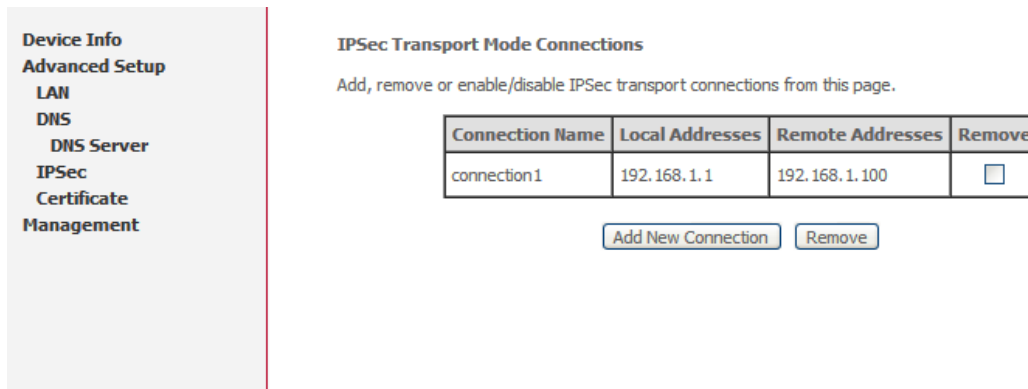 Device Info
Advanced Setup
LAN
DNS
DNS Server
IPSec
Certificate
Management
IPSec Transport Mode Connections
Add, remove or enable/disable IPSec transport connections from this page.
Connection Name Local Addresses Remote Addresses Remove
connection1 192.168.1.1 192.168.1.100
Add New Connection Remove